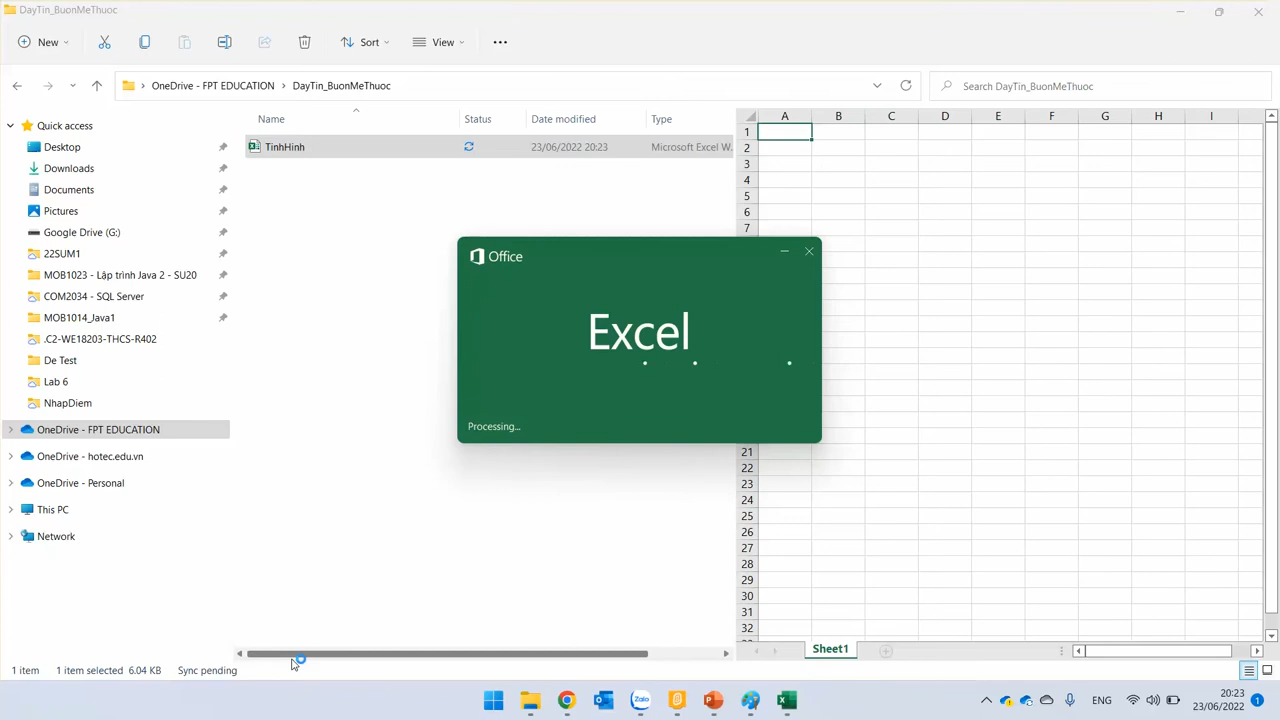 DayTin_BuonMeThuoc
New
Sort
View
OneDrive - FPT EDUCATION > DayTin_BuonMeThuoc
Search DayTin_BuonMeThuoc
Quick access
Desktop
Downloads
Documents
Pictures
Google Drive (G:)
22SUM1
MOB1023 - Lập trình Java 2 - SU20
COM2034 - SQL Server
MOB1014_Java1
.C2-WE18203-THCS-R402
De Test
Lab 6
NhapDiem
OneDrive - FPT EDUCATION
OneDrive - hotec.edu.vn
OneDrive - Personal
This PC
Network
Name Status Date modified Type
TinhHinh 23/06/2022 20:23 Microsoft Excel W.
Office
Excel
Processing...
A B C D E F G H I
1
2
3
4
5
6
7
21
22
23
24
25
26
27
28
29
30
31
32
Sheet1
1 item 1 item selected 6.04 KB Sync pending
Zalo
ENG
20:23
23/06/2022
1